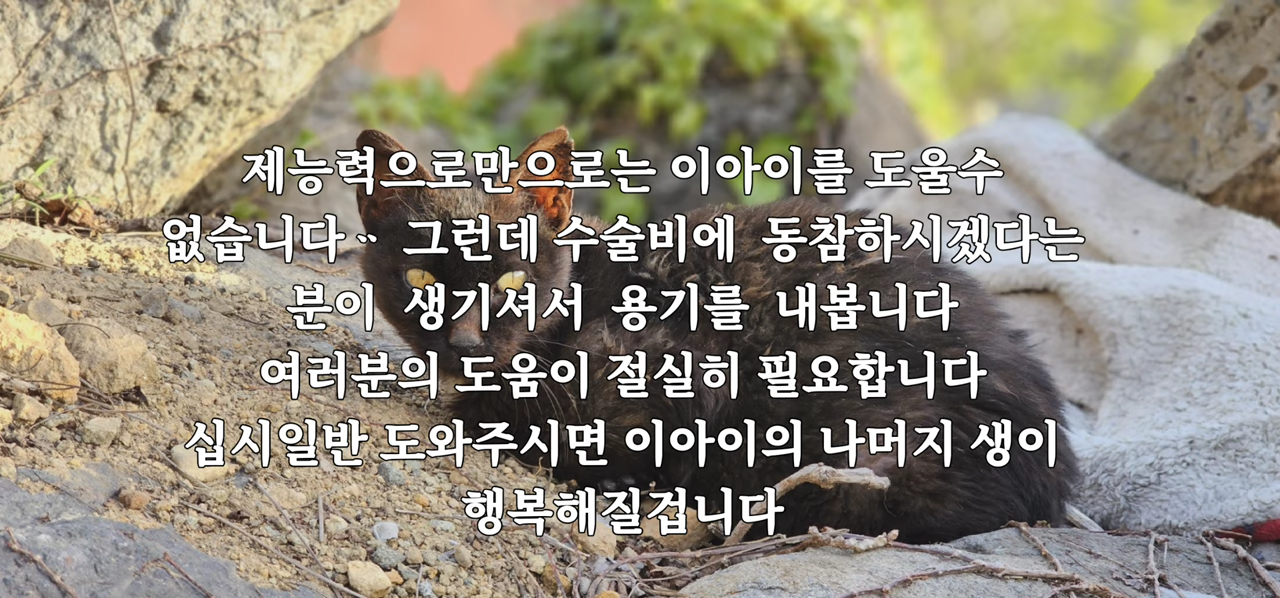 제능력으로만으로는 이아이를 도울수
없습니다¨ 그런데 수술비에 동참하시겠다는
분이 생기셔서 용기를 내봅니다
여러분의 도움이 절실히 필요합니다
십시일반 도와주시면 이아이의 나머지 생이
행복해질겁니다